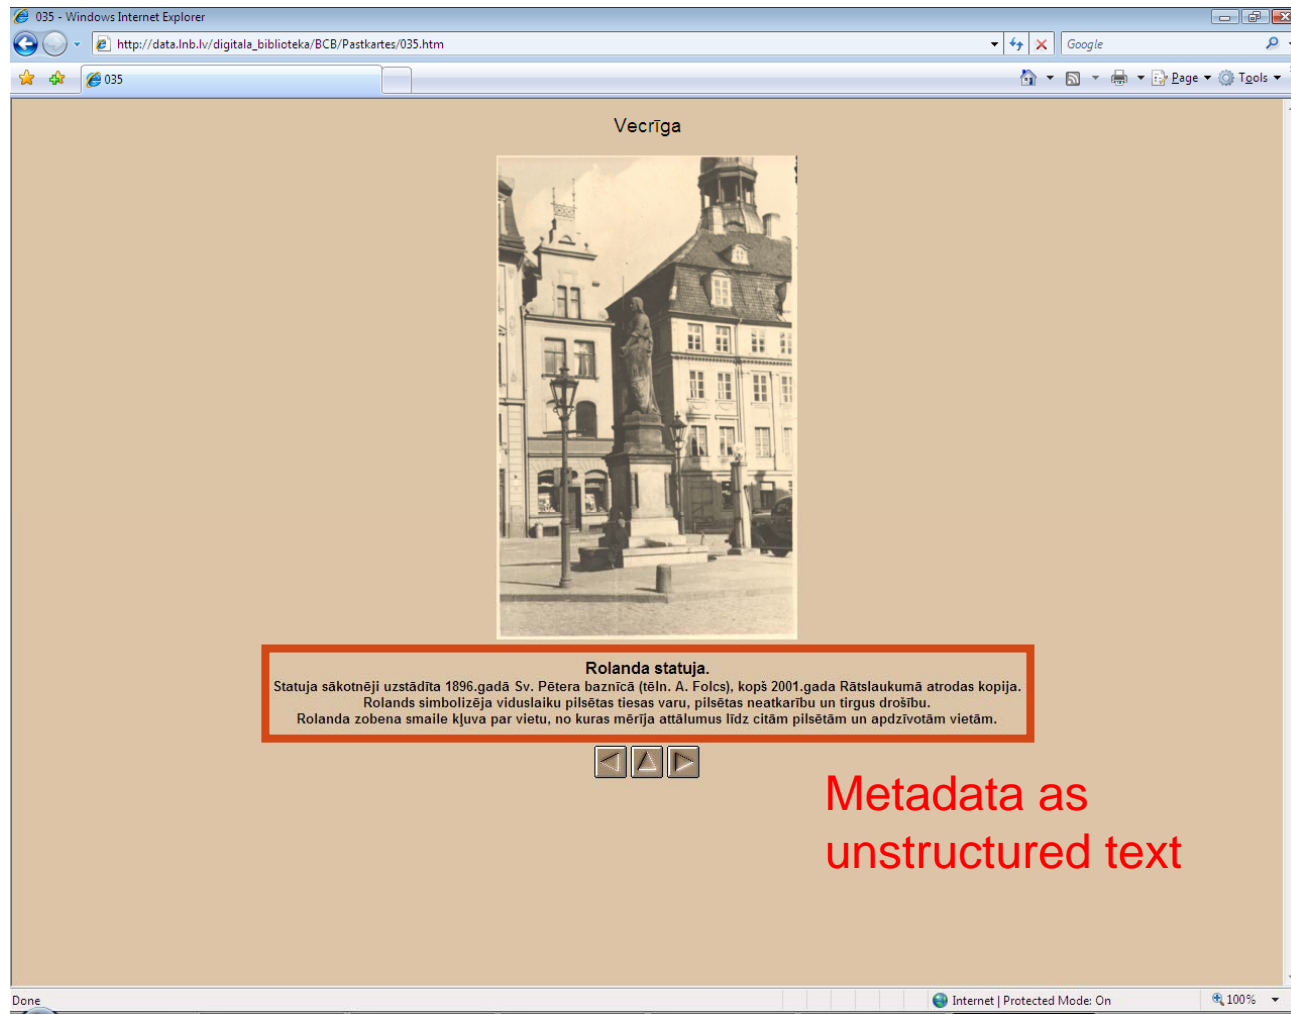 035 - Windows Internet Explorer
http://data.lnb.lv/digitala_biblioteka/BCB/Pastkartes/035.htm
Google
035
Page
Tools
Vecrīga
Rolanda statuja.
Statuja sākotnēji uzstādīta 1896.gadā Sv. Pētera baznīcā (tēln. A. Folcs), kopš 2001.gada Rātslaukumā atrodas kopija.
Rolands simbolizēja viduslaiku pilsētas tiesas varu, pilsētas neatkarību un tirgus drošību.
Rolanda zobena smaile kļuva par vietu, no kuras mērīja attālumus līdz citām pilsētām un apdzīvotām vietām.
Metadata as
unstructured text
Done
Internet | Protected Mode: On
100%